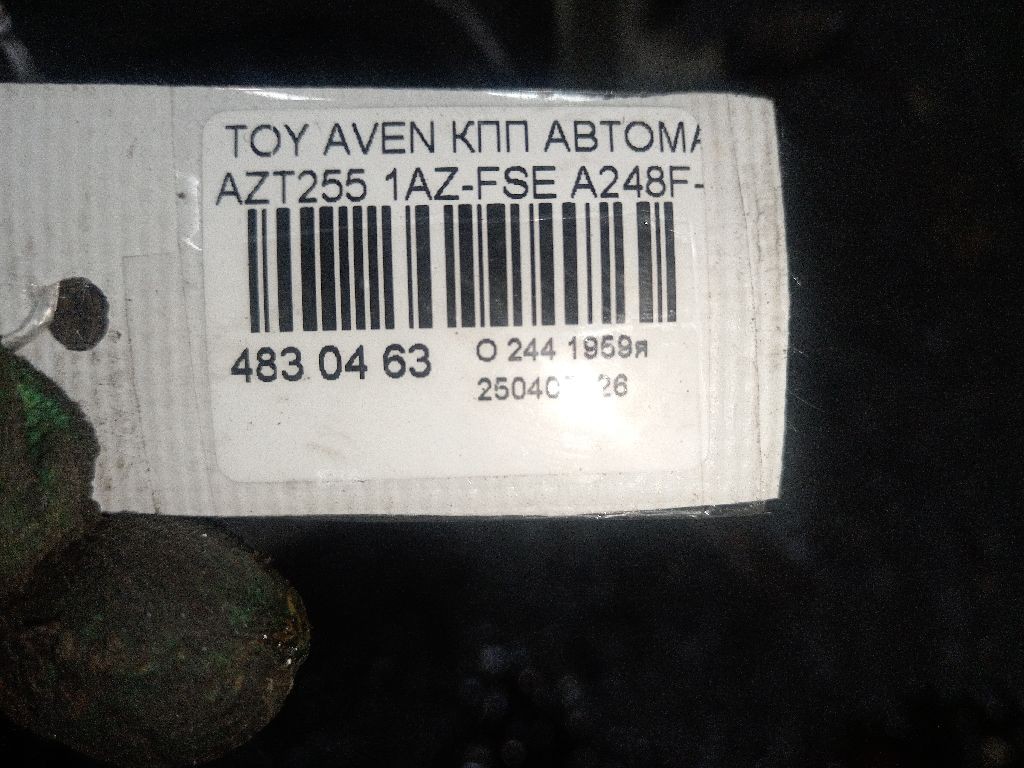 TOY AVEN КПП АВТОМА
AZT255 1AZ-FSE A248F-
483 04 63
О 244 1959я